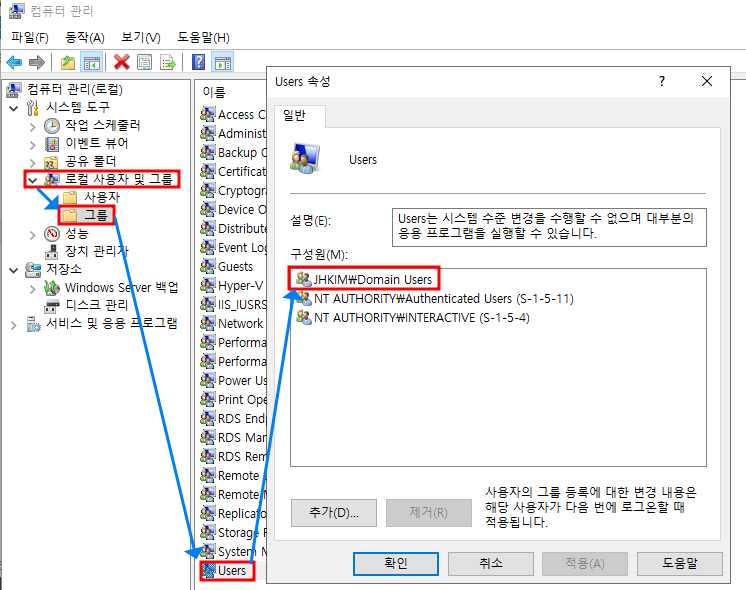 컴퓨터 관리
파일(F) 동작(A) 보기(V) 도움말(H)
컴퓨터 관리(로컬)
시스템 도구
작업 스케줄러
이벤트 뷰어
공유 폴더
로컬 사용자 및 그룹
사용자
그룹
성능
장치 관리자
저장소
Windows Server 백업
디스크 관리
서비스 및 응용 프로그램
이름
Access C
Administ
Backup O
Certificat
Cryptogra
Device O
Distribute
Event Log
Guests
Hyper-V
IIS_IUSRS
Network
Performa
Performa
Power Us
Print Ope
RDS Endp
RDS Man
RDS Rem
Remote
Remote M
Replicato
Storage
System M
Users
Users 속성
일반
Users
설명(E):
Users는 시스템 수준 변경을 수행할 수 없으며 대부분의
응용 프로그램을 실행할 수 있습니다.
구성원(M):
JHKIM₩Domain Users
NT AUTHORITY₩Authenticated Users (S-1-5-11)
NT AUTHORITY₩INTERACTIVE (S-1-5-4)
추가(D)... 제거(R)
사용자의 그룹 등록에 대한 변경 내용은
해당 사용자가 다음 번에 로그온할 때
적용됩니다.
확인 취소 적용(A) 도움말